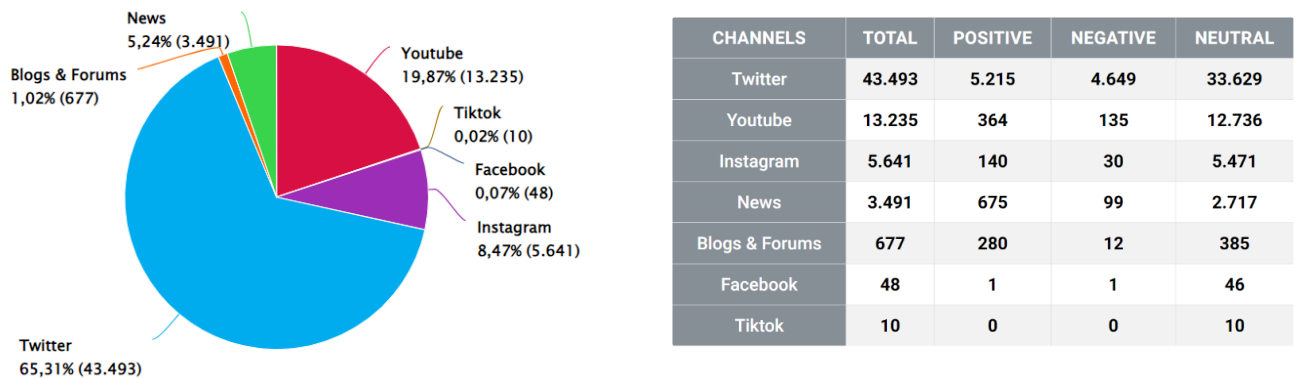 News
5,24% (3.491)
Blogs & Forums
1,02% (677)
Youtube
19,87% (13.235)
Tiktok
0,02% (10)
Facebook
0,07% (48)
Instagram
8,47% (5.641)
Twitter
65,31% (43.493)
CHANNELS TOTAL POSITIVE NEGATIVE NEUTRAL
Twitter 43.493 5.215 4.649 33.629
Youtube 13.235 364 135 12.736
Instagram 5.641 140 30 5.471
News 3.491 675 99 2.717
Blogs & Forums 677 280 12 385
Facebook 48 1 1 46
Tiktok 10 0 0 10